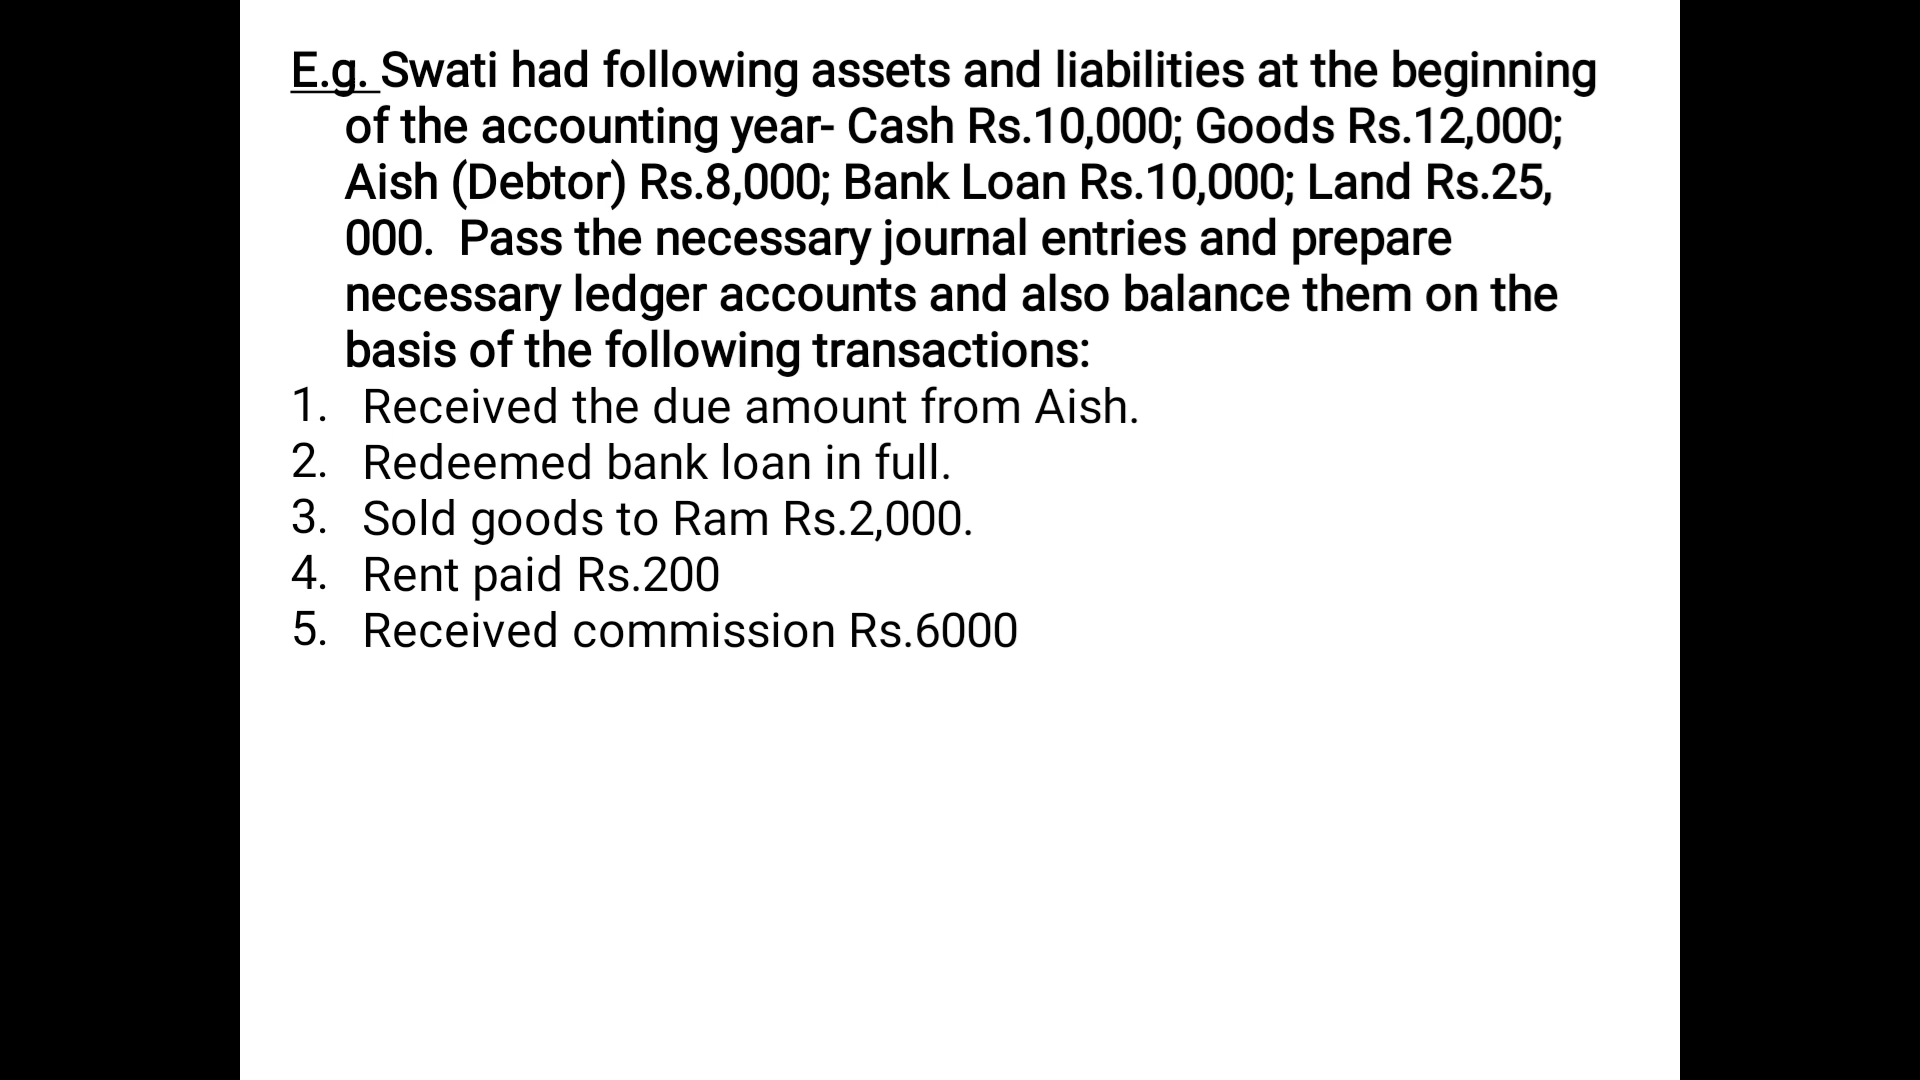 E.g. Swati had following assets and liabilities at the beginning
of the accounting year- Cash Rs.10,000; Goods Rs.12,000;
Aish (Debtor) Rs.8,000; Bank Loan Rs.10,000; Land Rs.25,
000.  Pass the necessary journal entries and prepare
necessary ledger accounts and also balance them on the
basis of the following transactions:
1. Received the due amount from Aish.
2. Redeemed bank loan in full.
3. Sold goods to Ram Rs.2,000.
4. Rent paid Rs.200
5. Received commission Rs.6000